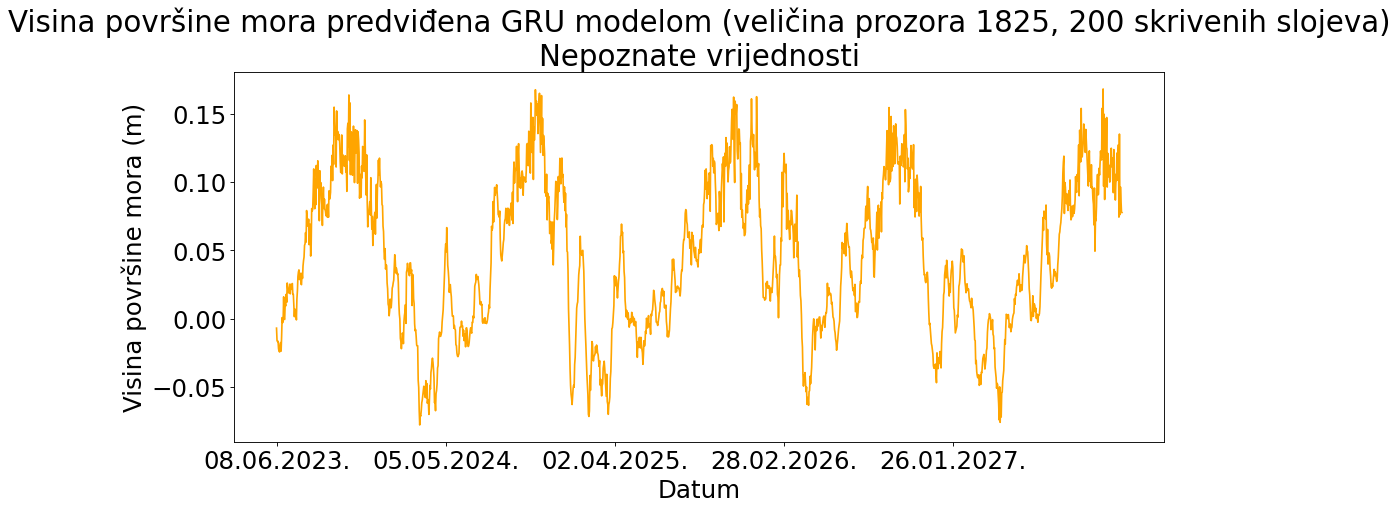 Visina površine mora predviđena GRU modelom (veličina prozora 1825, 200 skrivenih slojeva)
Nepoznate vrijednosti
Visina površine mora (m)
0.15
0.10
0.05
0.00
−0.05
08.06.2023. 05.05.2024. 02.04.2025. 28.02.2026. 26.01.2027.
Datum